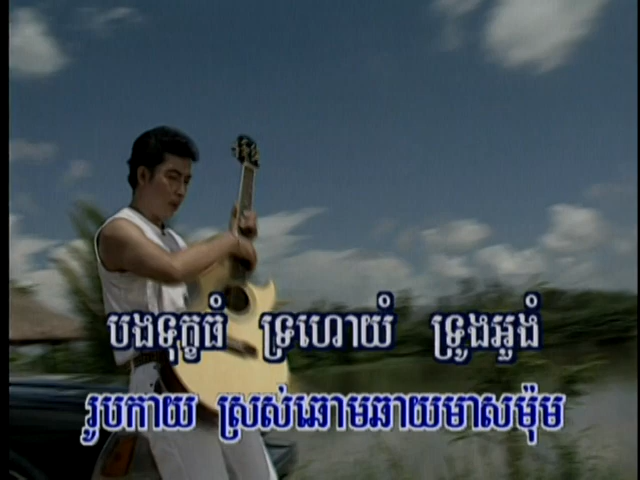 បងទុក្ខធំ ទ្រហោយំ ទ្រូងអួងំ
រូបកាយ ស្រស់ឆោមឆាយមាសម៉ុម